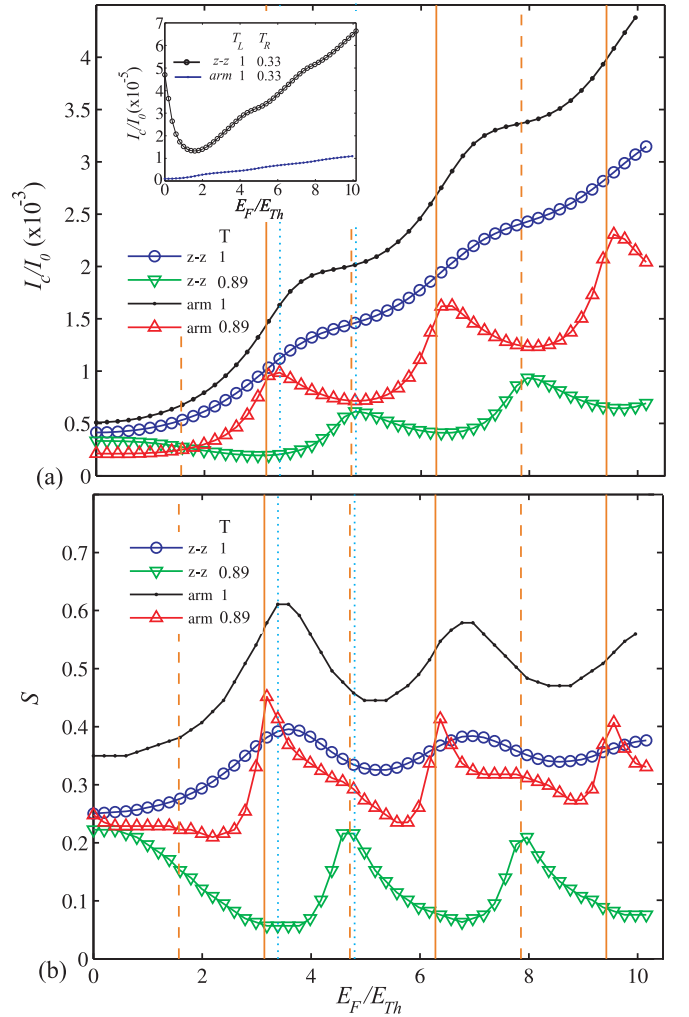 7
6
5
4
3
2
1
0
I_c/I_0 (x10^-5)
T_L T_R
z-z 1 0.33
arm 1 0.33
0 2 4 6 8 10
E_F/E_Th
4
3.5
3
2.5
2
1.5
1
0.5
0
I_c/I_0 (x10^-3)
T
z-z 1
z-z 0.89
arm 1
arm 0.89
0 2 4 6 8 10
(a)
0.7
0.6
0.5
0.4
0.3
0.2
0.1
0
S
T
z-z 1
z-z 0.89
arm 1
arm 0.89
(b)
0 2 4 6 8 10
E_F/E_Th